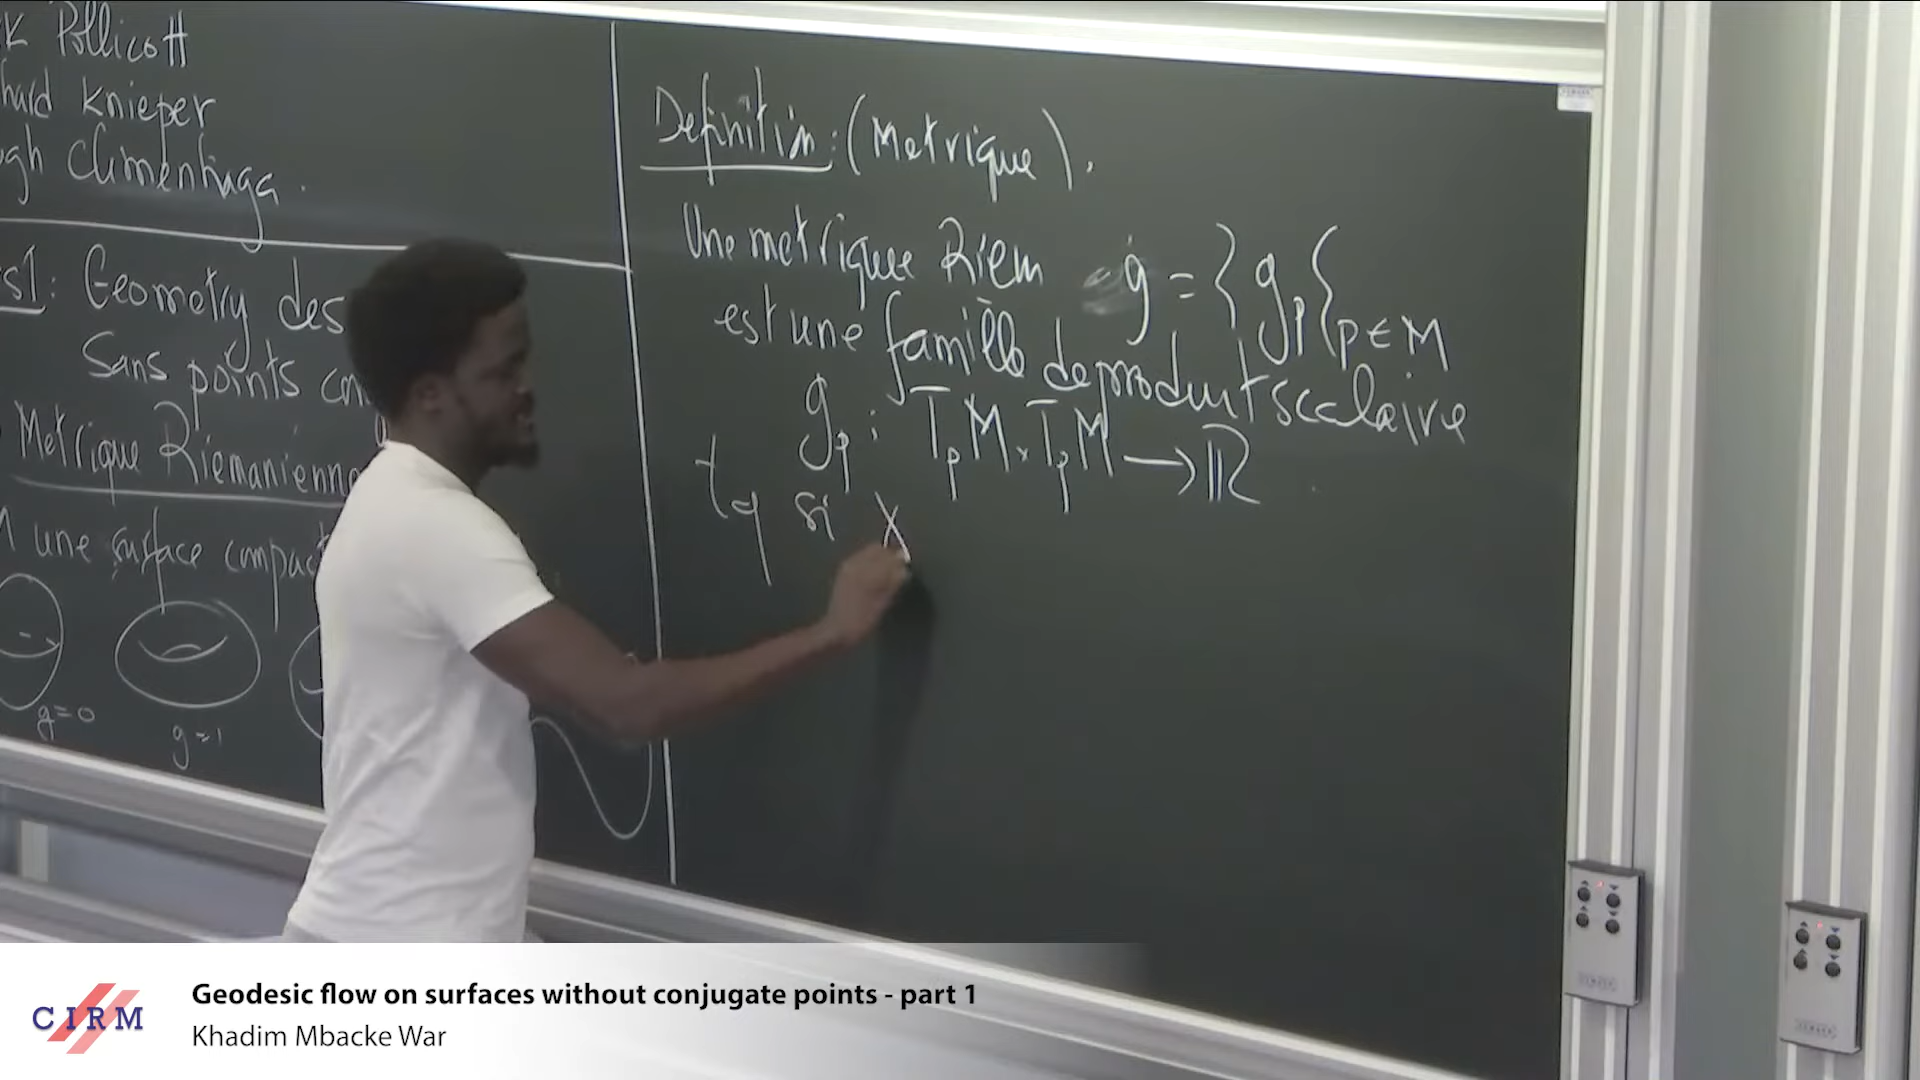 K Pollicott
hard Knieper
ugh Climenhaga.
s1: Geometry des
Sans points con
Metrique Riemanienne
M une surface compact
g=0
g=1
Definition: (Metrique).
Une metrique Riem g = } gp { p ∈ M
est une famille de produit scalaire
gp : TpM × TpM → ℝ
tq si X
CIRM
Geodesic flow on surfaces without conjugate points - part 1
Khadim Mbacke War